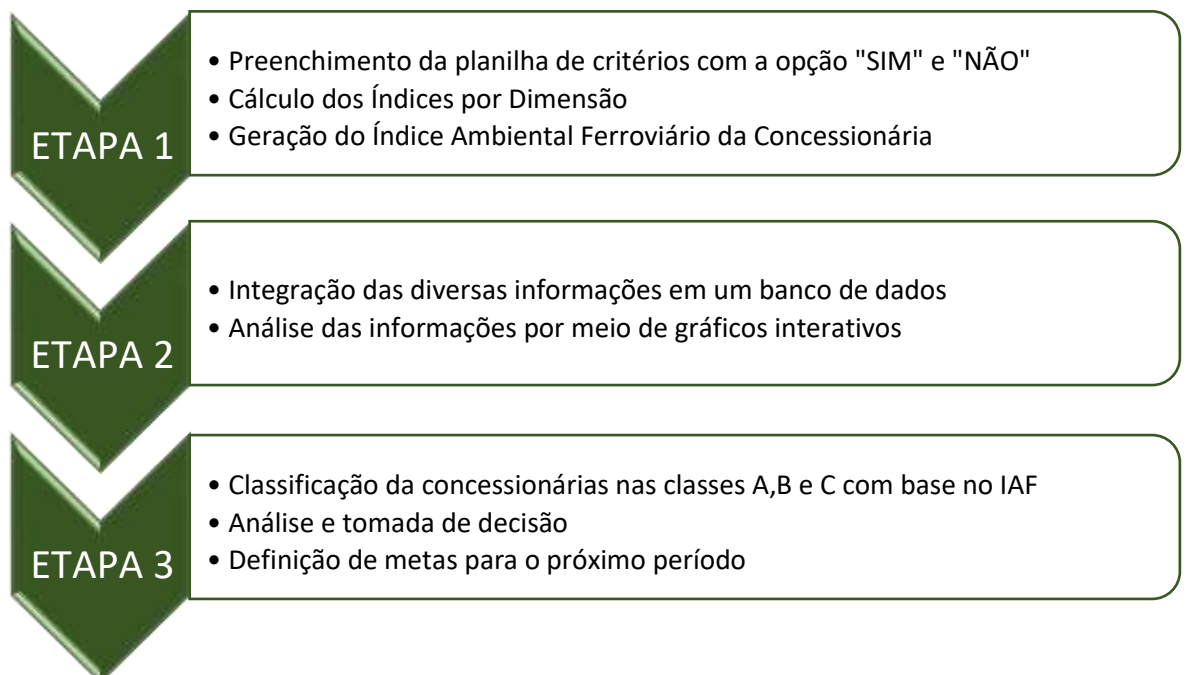 ETAPA 1
• Preenchimento da planilha de critérios com a opção "SIM" e "NÃO"
• Cálculo dos Índices por Dimensão
• Geração do Índice Ambiental Ferroviário da Concessionária
ETAPA 2
• Integração das diversas informações em um banco de dados
• Análise das informações por meio de gráficos interativos
ETAPA 3
• Classificação da concessionárias nas classes A,B e C com base no IAF
• Análise e tomada de decisão
• Definição de metas para o próximo período